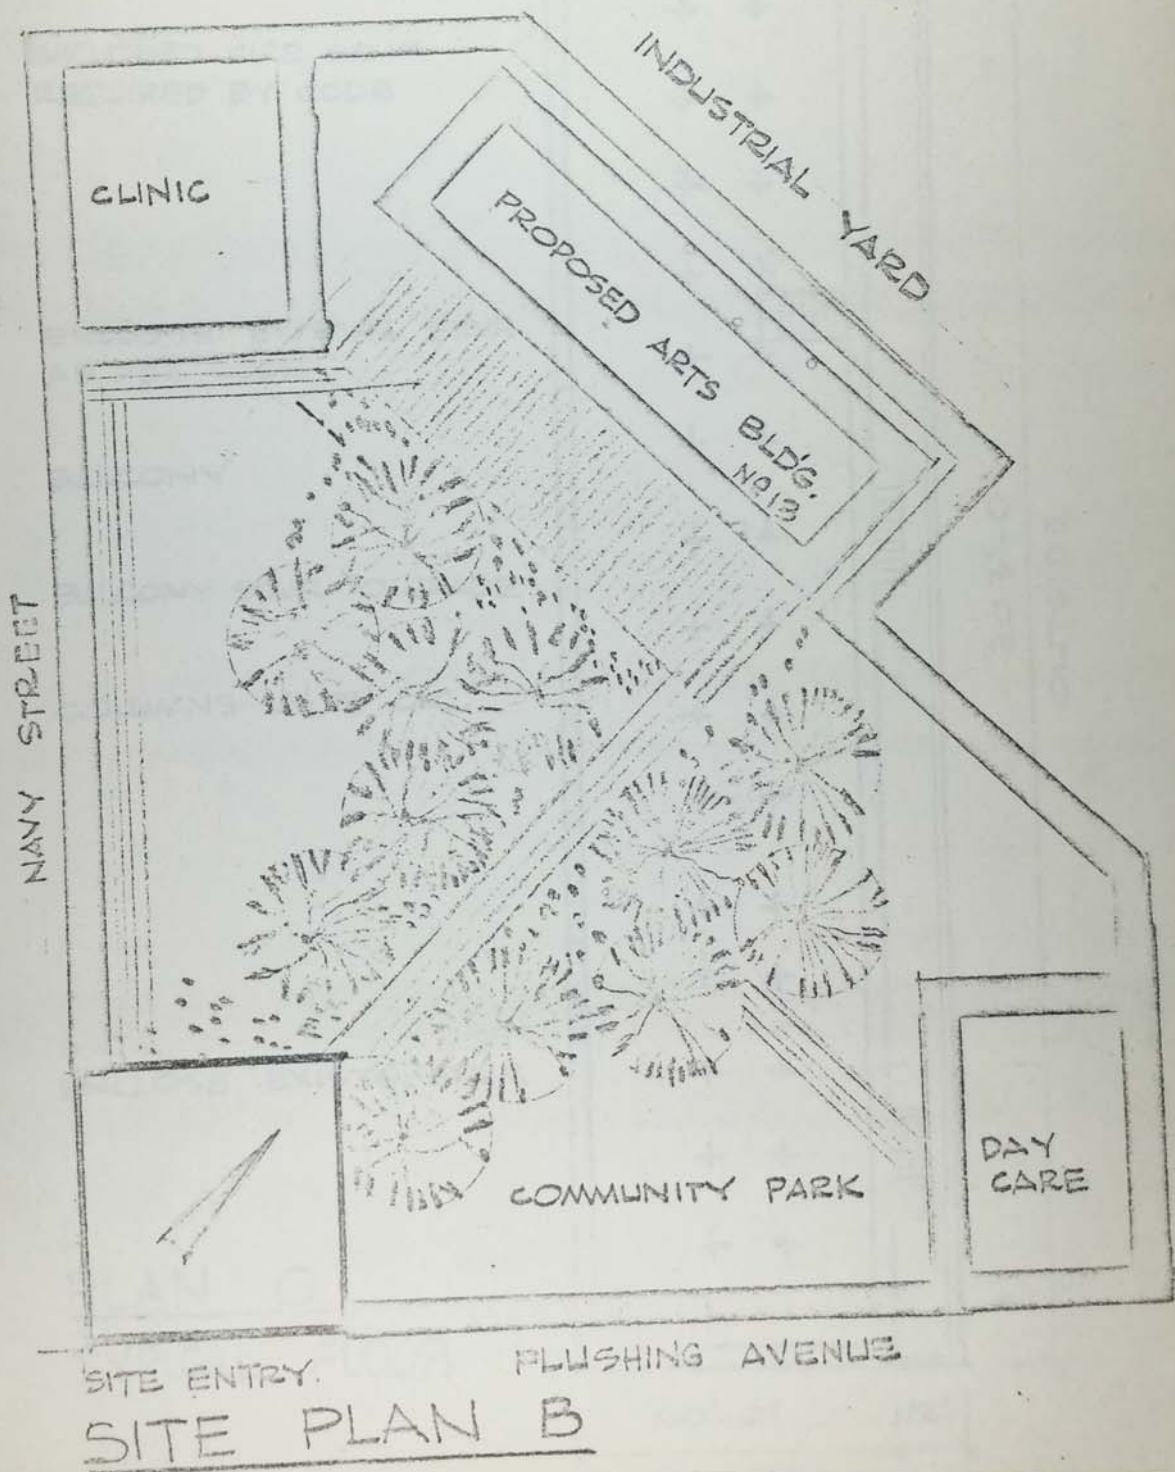 INDUSTRIAL YARD
CLINIC
PROPOSED ARTS BLDG.
Nº 13
NAVY STREET
DAY
CARE
COMMUNITY PARK
SITE ENTRY.
FLUSHING AVENUE
SITE PLAN B